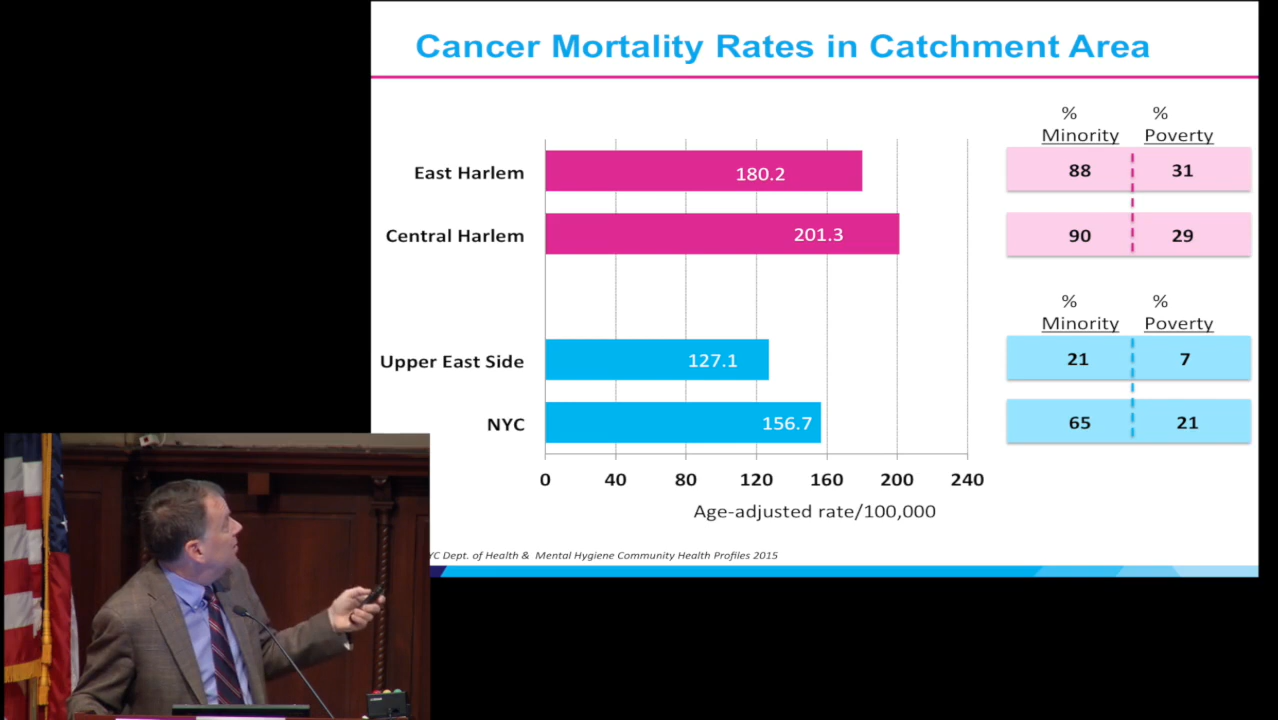 Cancer Mortality Rates in Catchment Area
% %
Minority Poverty
East Harlem 180.2 88 31
Central Harlem 201.3 90 29
% %
Minority Poverty
Upper East Side 127.1 21 7
NYC 156.7 65 21
0 40 80 120 160 200 240
Age-adjusted rate/100,000
YC Dept. of Health & Mental Hygiene Community Health Profiles 2015